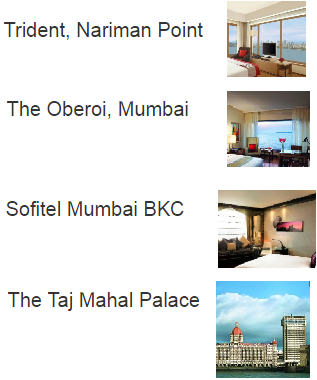 Trident, Nariman Point
The Oberoi, Mumbai
Sofitel Mumbai BKC
The Taj Mahal Palace